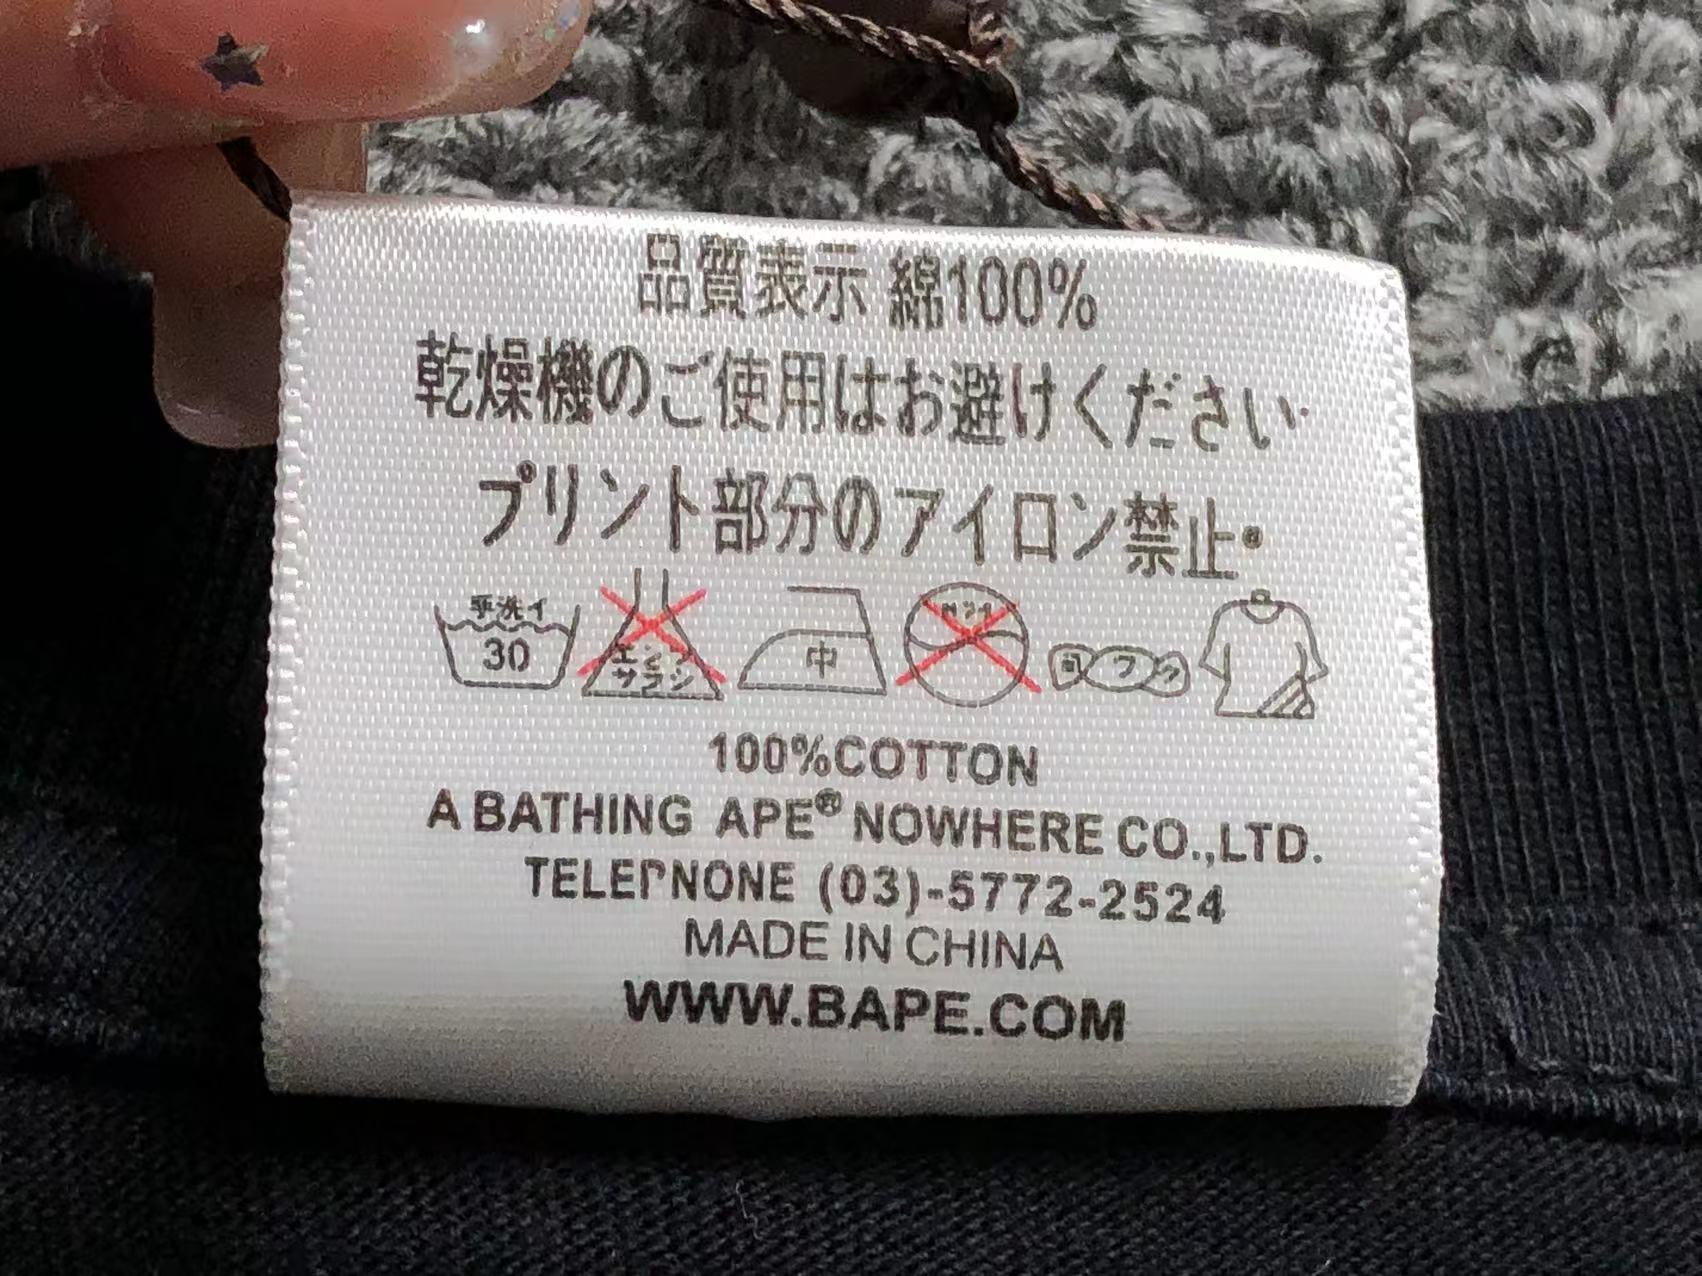 品質表示 綿100%
乾燥機のご使用はお避けください
プリント部分のアイロン禁止。
手洗イ
30
サラシ
中
100%COTTON
A BATHING APE® NOWHERE CO.,LTD.
TELEPNONE (03)-5772-2524
MADE IN CHINA
WWW.BAPE.COM